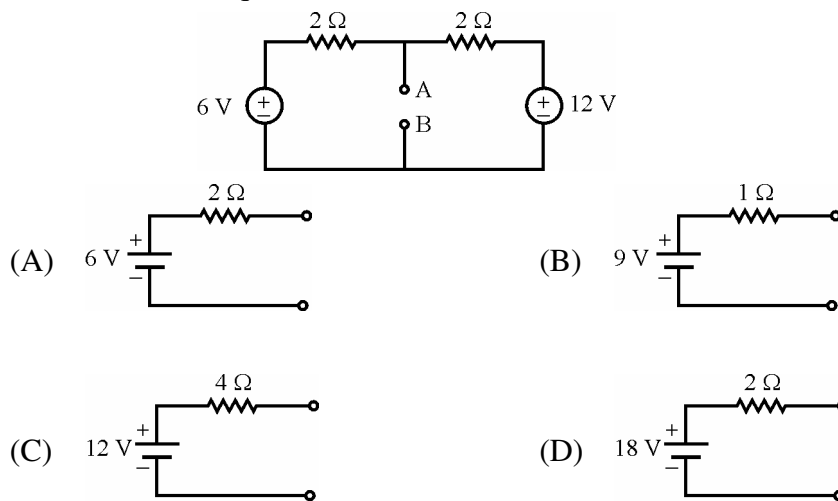 2 Ω 2 Ω
6 V + − A B + − 12 V
(A) 6 V + − 2 Ω
(B) 9 V + − 1 Ω
(C) 12 V + − 4 Ω
(D) 18 V + − 2 Ω